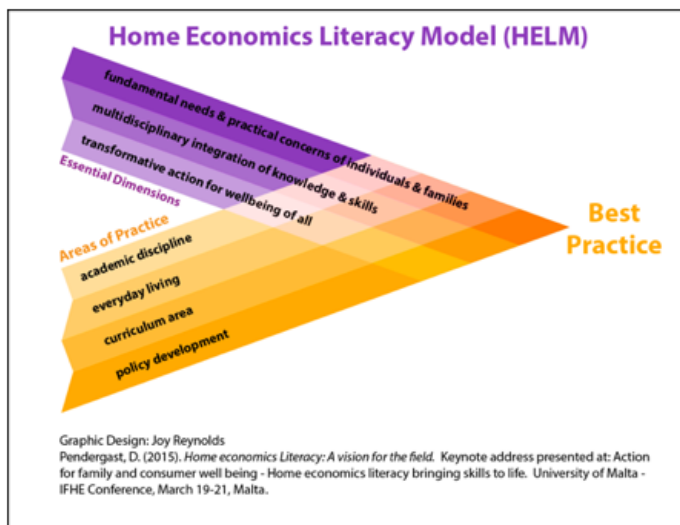 Home Economics Literacy Model (HELM)
fundamental needs & practical concerns of individuals & families
multidisciplinary integration of knowledge & skills
transformative action for wellbeing of all
Essential Dimensions
Areas of Practice
academic discipline
everyday living
curriculum area
policy development
Best
Practice
Graphic Design: Joy Reynolds
Pendergast, D. (2015). Home economics Literacy: A vision for the field. Keynote address presented at: Action
for family and consumer well being - Home economics literacy bringing skills to life. University of Malta -
IFHE Conference, March 19-21, Malta.